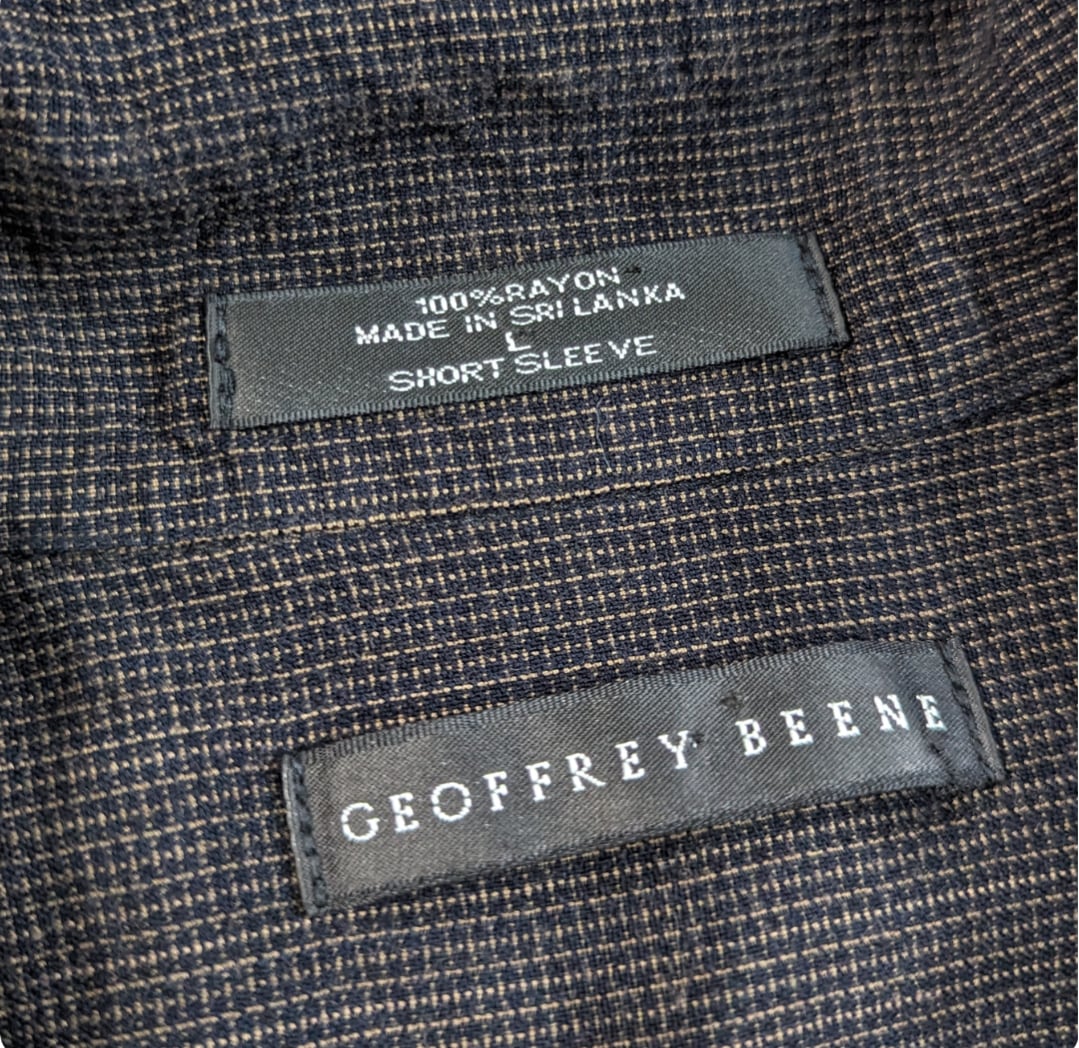 100%RAYON
MADE IN SRI LANKA
L
SHORT SLEEVE
GEOFFREY BEENE